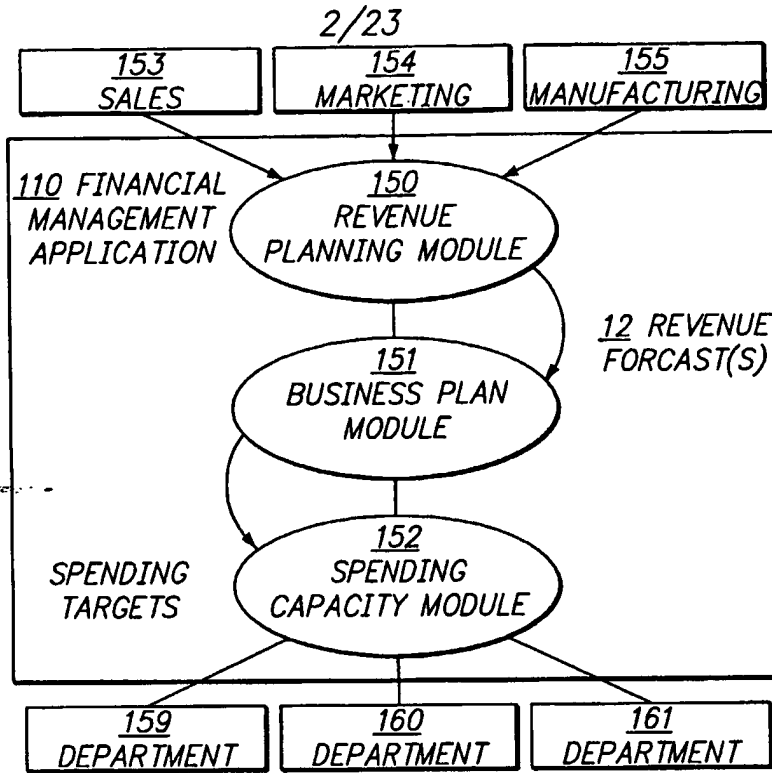 2/23
153
SALES
154
MARKETING
155
MANUFACTURING
110 FINANCIAL
MANAGEMENT
APPLICATION
150
REVENUE
PLANNING MODULE
12 REVENUE
FORCAST(S)
151
BUSINESS PLAN
MODULE
152
SPENDING
CAPACITY MODULE
SPENDING
TARGETS
159
DEPARTMENT
160
DEPARTMENT
161
DEPARTMENT